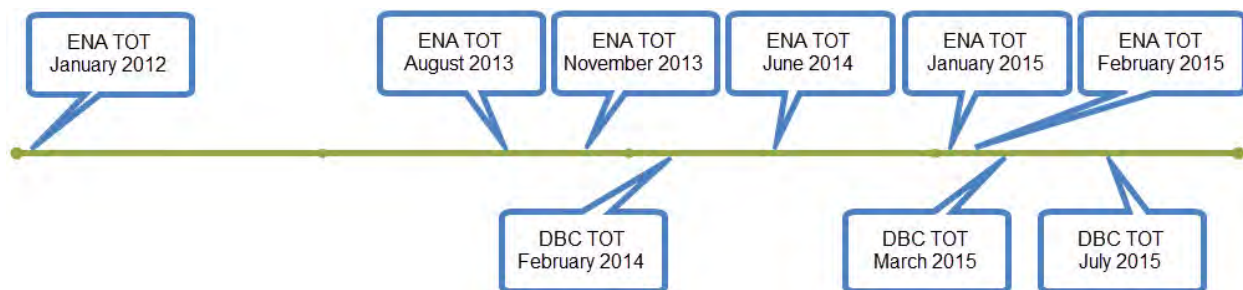 ENA TOT
January 2012
ENA TOT
August 2013
ENA TOT
November 2013
ENA TOT
June 2014
ENA TOT
January 2015
ENA TOT
February 2015
DBC TOT
February 2014
DBC TOT
March 2015
DBC TOT
July 2015